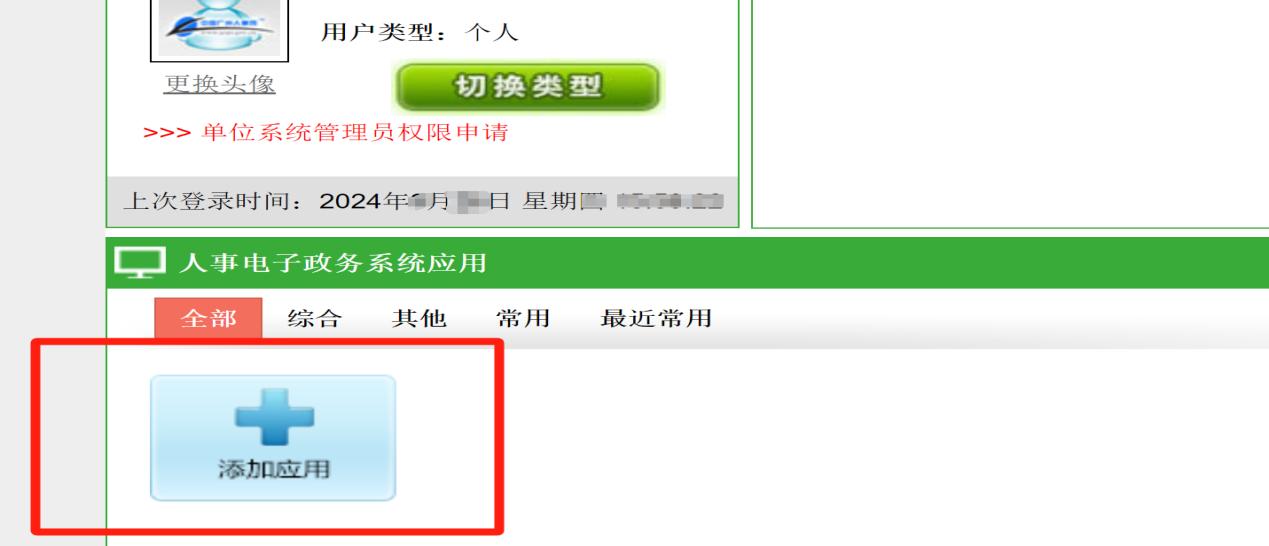 用户类型：个人
更换头像
切换类型
>>> 单位系统管理员权限申请
上次登录时间：2024年 月 日 星期四
人事电子政务系统应用
全部 综合 其他 常用 最近常用
添加应用